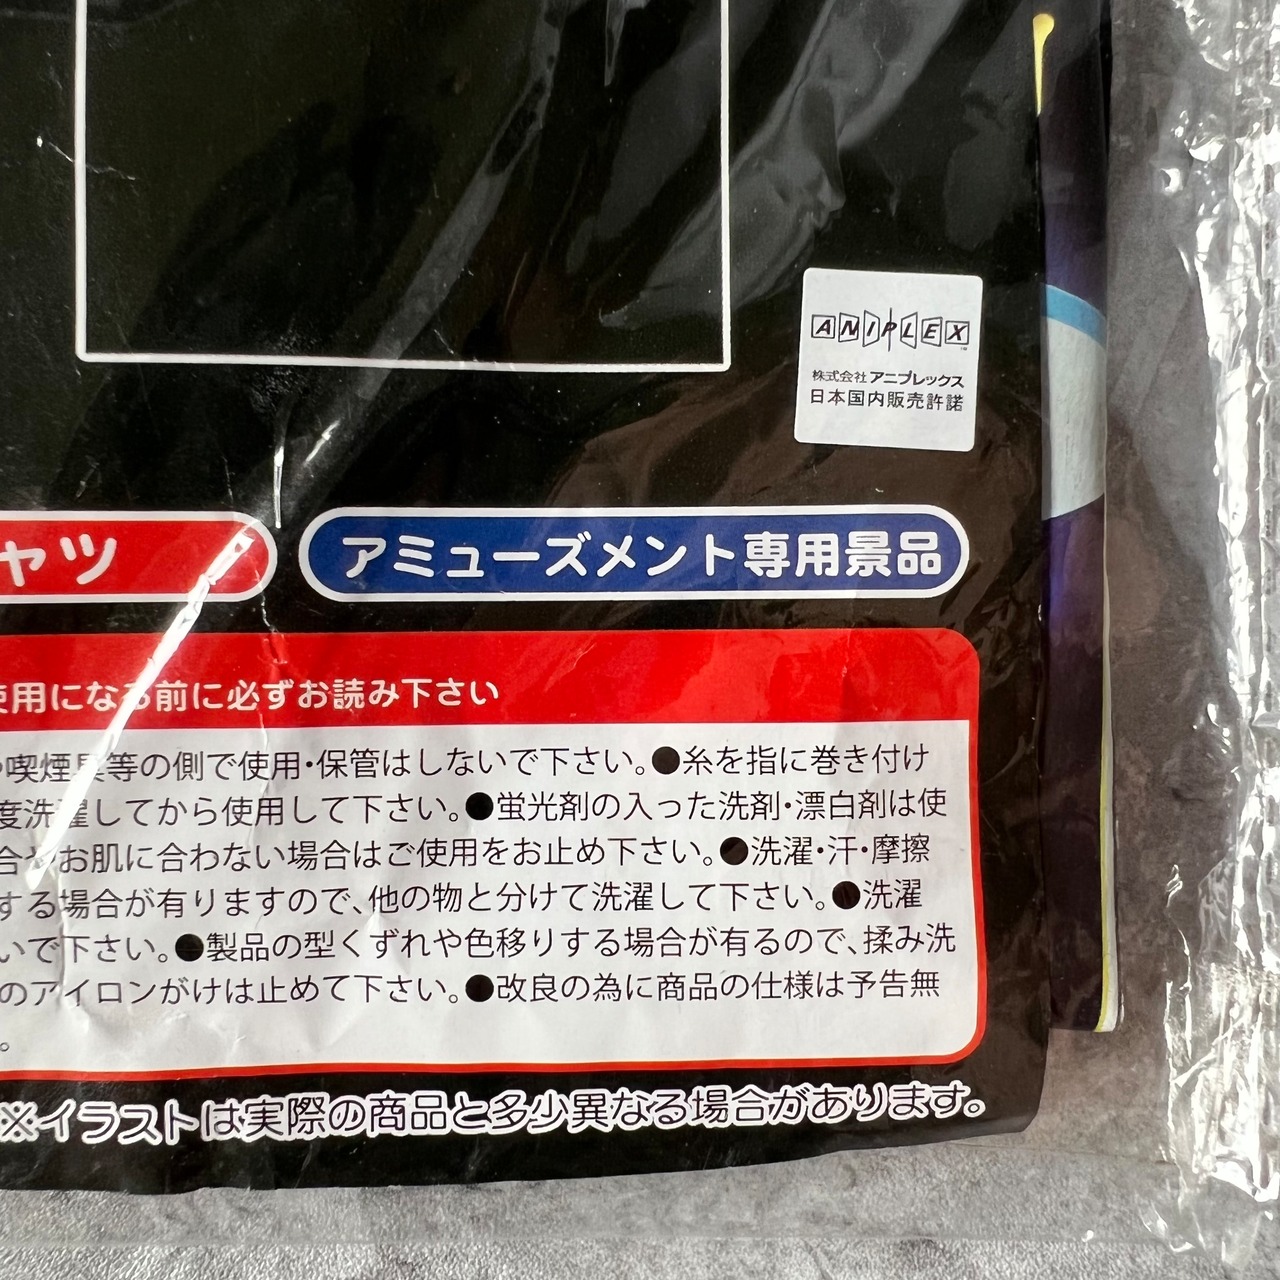 ANIPLEX
株式会社アニプレックス
日本国内販売許諾
ャツ
アミューズメント専用景品
使用になる前に必ずお読み下さい
や喫煙具等の側で使用・保管はしないで下さい。●糸を指に巻き付け
度洗濯してから使用して下さい。●蛍光剤の入った洗剤・漂白剤は使
合やお肌に合わない場合はご使用をお止め下さい。●洗濯・汗・摩擦
する場合が有りますので、他の物と分けて洗濯して下さい。●洗濯
いで下さい。●製品の型くずれや色移りする場合が有るので、揉み洗
のアイロンがけは止めて下さい。●改良の為に商品の仕様は予告無
。
※イラストは実際の商品と多少異なる場合があります。